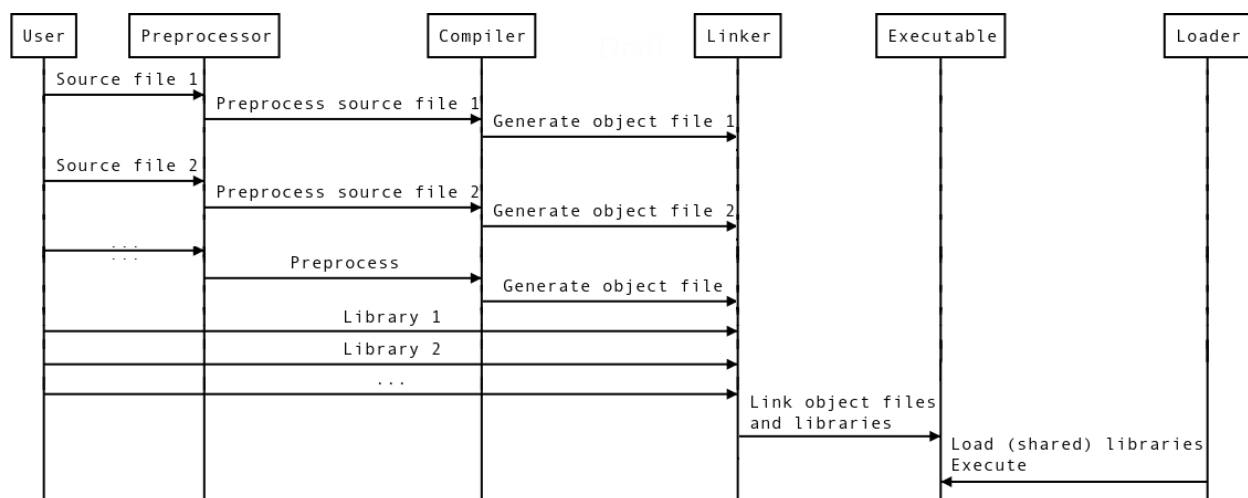 User
Preprocessor
Compiler
Linker
Executable
Loader
Source file 1
Preprocess source file 1
Generate object file 1
Source file 2
Preprocess source file 2
Generate object file 2
...
...
Preprocess
Generate object file
Library 1
Library 2
...
Link object files
and libraries
Load (shared) libraries
Execute